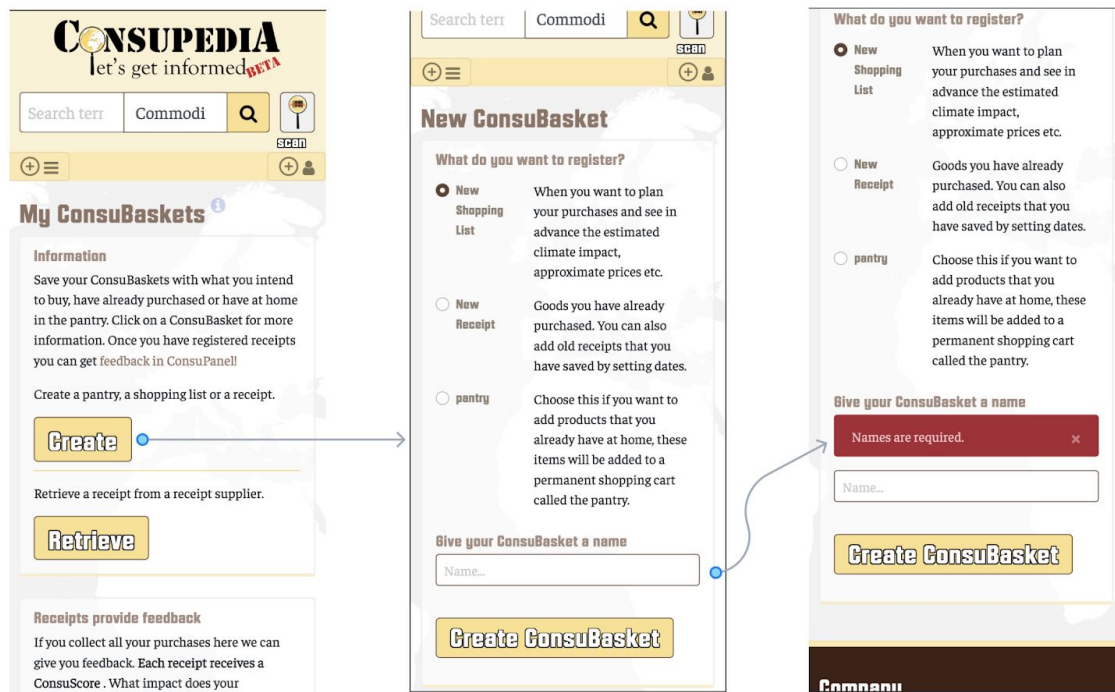 CONSUPEDIA
let's get informed BETA
Search terr
Commodi
scan
My ConsuBaskets
Information
Save your ConsuBaskets with what you intend
to buy, have already purchased or have at home
in the pantry. Click on a ConsuBasket for more
information. Once you have registered receipts
you can get feedback in ConsuPanel!
Create a pantry, a shopping list or a receipt.
Create
Retrieve a receipt from a receipt supplier.
Retrieve
Receipts provide feedback
If you collect all your purchases here we can
give you feedback. Each receipt receives a
ConsuScore . What impact does your
Search terr
Commodi
scan
New ConsuBasket
What do you want to register?
New
Shopping
List
When you want to plan
your purchases and see in
advance the estimated
climate impact,
approximate prices etc.
New
Receipt
Goods you have already
purchased. You can also
add old receipts that you
have saved by setting dates.
pantry
Choose this if you want to
add products that you
already have at home, these
items will be added to a
permanent shopping cart
called the pantry.
Give your ConsuBasket a name
Name...
Create ConsuBasket
What do you want to register?
New
Shopping
List
When you want to plan
your purchases and see in
advance the estimated
climate impact,
approximate prices etc.
New
Receipt
Goods you have already
purchased. You can also
add old receipts that you
have saved by setting dates.
pantry
Choose this if you want to
add products that you
already have at home, these
items will be added to a
permanent shopping cart
called the pantry.
Give your ConsuBasket a name
Names are required.
×
Name...
Create ConsuBasket
Company